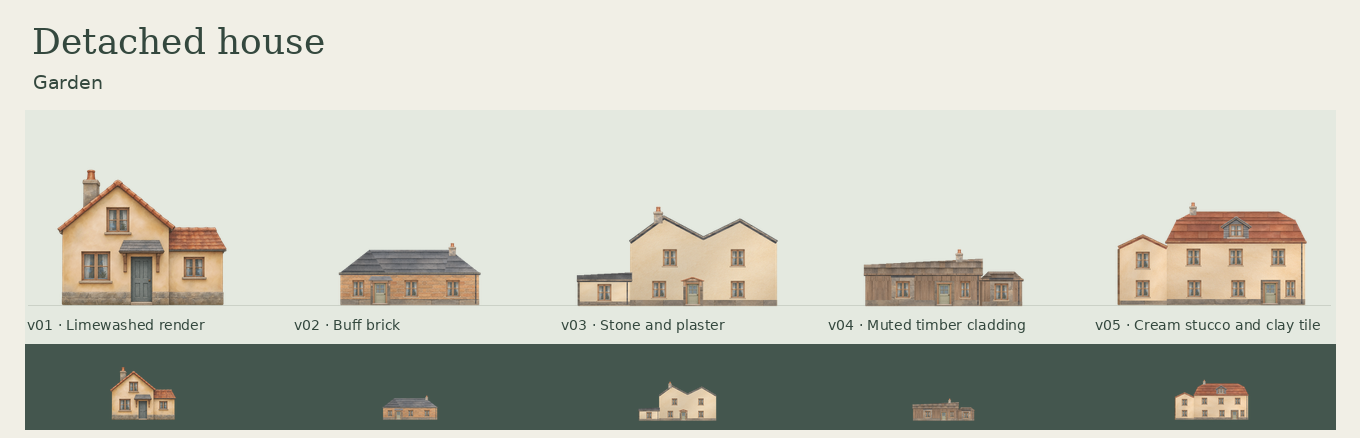 Detached house
Garden
v01 · Limewashed render
v02 · Buff brick
v03 · Stone and plaster
v04 · Muted timber cladding
v05 · Cream stucco and clay tile